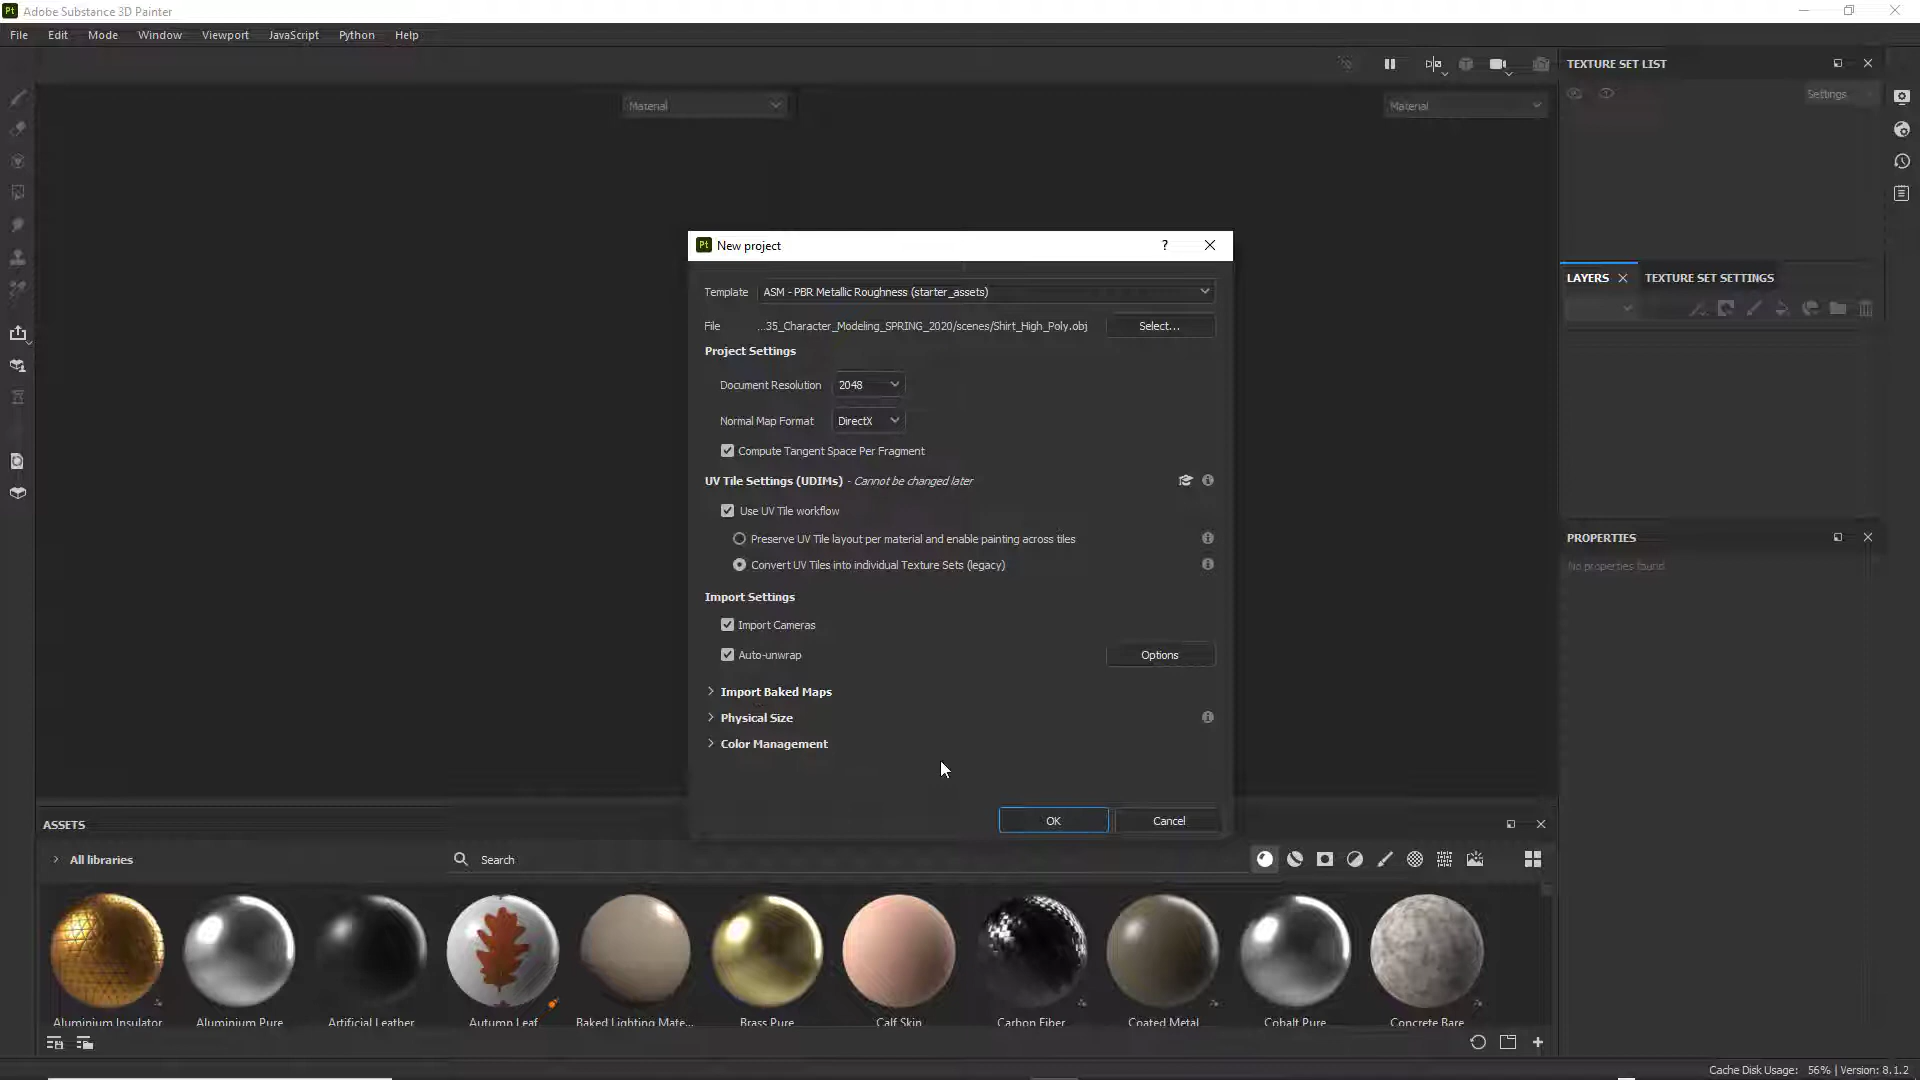 Pt Adobe Substance 3D Painter
File Edit Mode Window Viewport JavaScript Python Help
TEXTURE SET LIST
Material
Material
Settings
Pt New project ?
Template ASM - PBR Metallic Roughness (starter_assets)
File ...35_Character_Modeling_SPRING_2020/scenes/Shirt_High_Poly.obj Select...
Project Settings
Document Resolution 2048
Normal Map Format DirectX
Compute Tangent Space Per Fragment
UV Tile Settings (UDIMs) - Cannot be changed later
Use UV Tile workflow
Preserve UV Tile layout per material and enable painting across tiles
Convert UV Tiles into individual Texture Sets (legacy)
Import Settings
Import Cameras
Auto-unwrap Options
Import Baked Maps
Physical Size
Color Management
OK Cancel
LAYERS TEXTURE SET SETTINGS
PROPERTIES
No properties found
ASSETS
All libraries Search
Aluminium Insulator Aluminium Pure Artificial Leather Autumn Leaf Baked Lighting Mate... Brass Pure Calf Skin Carbon Fiber Coated Metal Cobalt Pure Concrete Bare
Cache Disk Usage: 56% | Version: 8.1.2